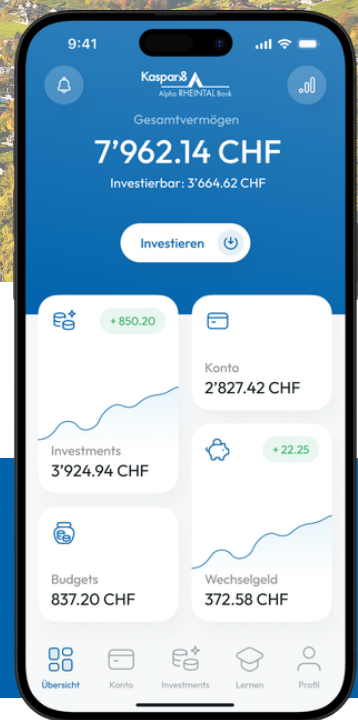 9:41
Kaspar&
Alpha RHEINTAL Bank
Gesamtvermögen
7’962.14 CHF
Investierbar: 3’664.62 CHF
Investieren
+ 850.20
Investments
3’924.94 CHF
Konto
2’827.42 CHF
+ 22.25
Budgets
837.20 CHF
Wechselgeld
372.58 CHF
Übersicht
Konto
Investments
Lernen
Profil